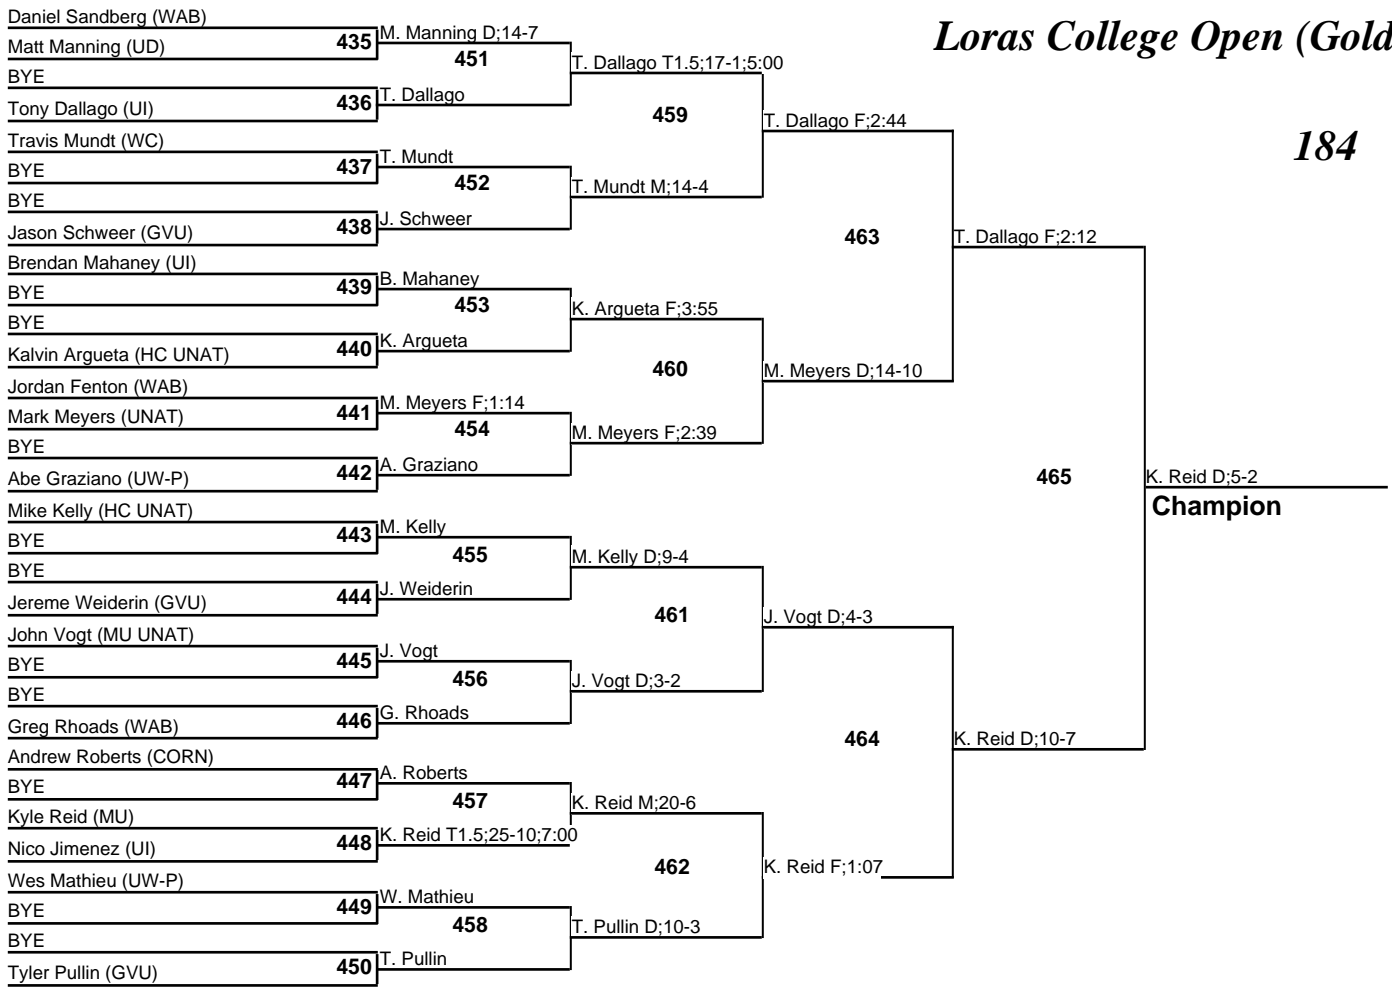 Loras College Open (Gold
184
Daniel Sandberg (WAB)
Matt Manning (UD)
BYE
Tony Dallago (UI)
Travis Mundt (WC)
BYE
BYE
Jason Schweer (GVU)
Brendan Mahaney (UI)
BYE
BYE
Kalvin Argueta (HC UNAT)
Jordan Fenton (WAB)
Mark Meyers (UNAT)
BYE
Abe Graziano (UW-P)
Mike Kelly (HC UNAT)
BYE
BYE
Jereme Weiderin (GVU)
John Vogt (MU UNAT)
BYE
BYE
Greg Rhoads (WAB)
Andrew Roberts (CORN)
BYE
Kyle Reid (MU)
Nico Jimenez (UI)
Wes Mathieu (UW-P)
BYE
BYE
Tyler Pullin (GVU)
435
436
437
438
439
440
441
442
443
444
445
446
447
448
449
450
M. Manning D;14-7
T. Dallago
T. Mundt
J. Schweer
B. Mahaney
K. Argueta
M. Meyers F;1:14
A. Graziano
M. Kelly
J. Weiderin
J. Vogt
G. Rhoads
A. Roberts
K. Reid T1.5;25-10;7:00
W. Mathieu
T. Pullin
451
452
453
454
455
456
457
458
T. Dallago T1.5;17-1;5:00
T. Mundt M;14-4
K. Argueta F;3:55
M. Meyers F;2:39
M. Kelly D;9-4
J. Vogt D;3-2
K. Reid M;20-6
T. Pullin D;10-3
459
460
461
462
T. Dallago F;2:44
M. Meyers D;14-10
J. Vogt D;4-3
K. Reid F;1:07
463
464
T. Dallago F;2:12
K. Reid D;10-7
465
K. Reid D;5-2
Champion